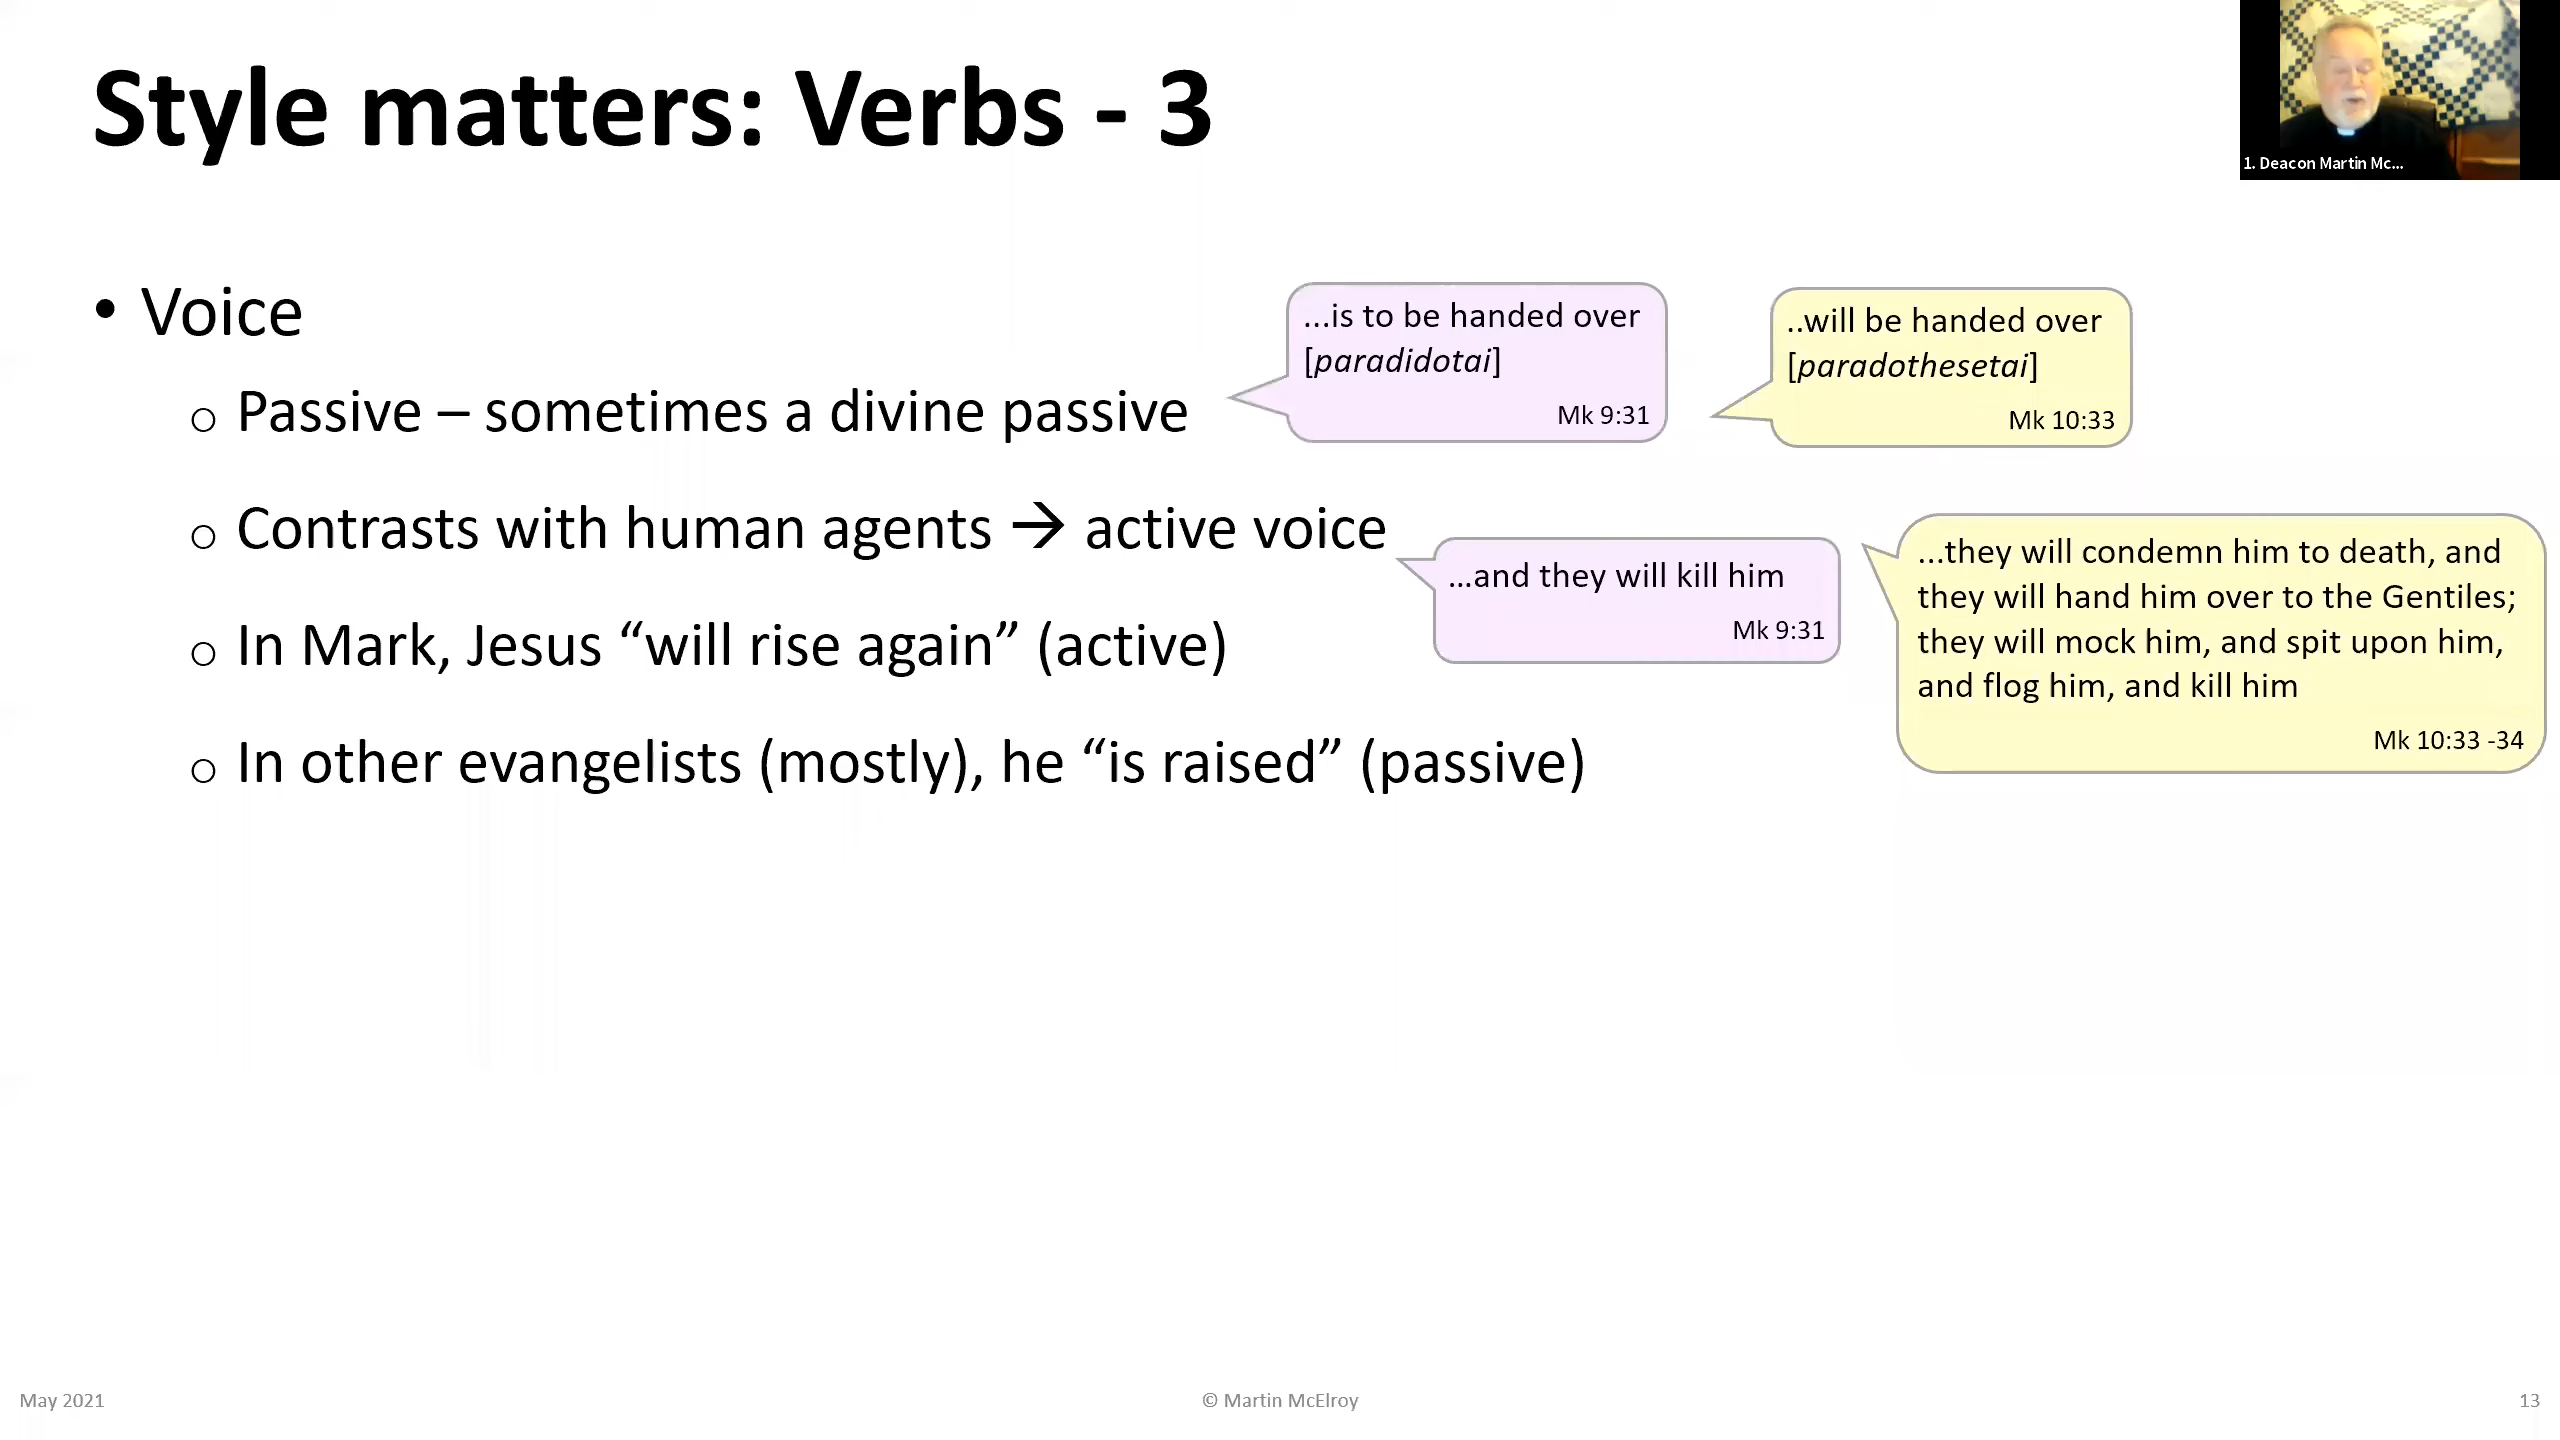 Style matters: Verbs - 3
1. Deacon Martin Mc...
• Voice
o Passive – sometimes a divine passive
...is to be handed over
[paradidotai]
Mk 9:31
..will be handed over
[paradothesetai]
Mk 10:33
o Contrasts with human agents → active voice
...and they will kill him
Mk 9:31
...they will condemn him to death, and
they will hand him over to the Gentiles;
they will mock him, and spit upon him,
and flog him, and kill him
Mk 10:33 -34
o In Mark, Jesus “will rise again” (active)
o In other evangelists (mostly), he “is raised” (passive)
May 2021
© Martin McElroy
13